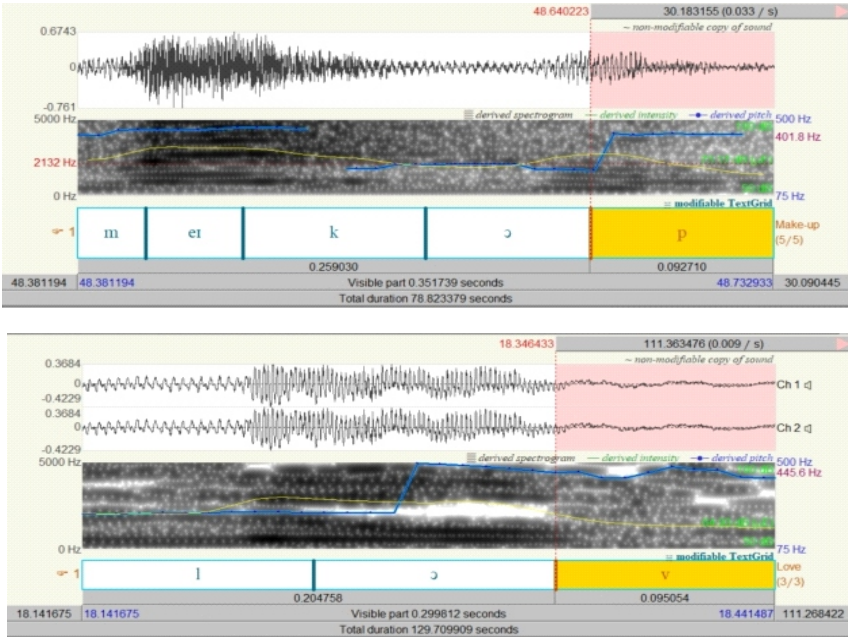 48.640223 30.183155 (0.033 / s)
~ non-modifiable copy of sound
0.6743
0
-0.761
5000 Hz derived spectrogram derived intensity derived pitch 500 Hz
401.8 Hz
2132 Hz
0 Hz 75 Hz
modifiable TextGrid
1 m eɪ k ɔ p Make-up
(5/5)
0.259030 0.092710
48.381194 48.381194 Visible part 0.351739 seconds 48.732933 30.090445
Total duration 78.823379 seconds
18.346433 111.363476 (0.009 / s)
~ non-modifiable copy of sound
0.3684
0 Ch 1
-0.4229
0.3684
0 Ch 2
-0.4229
5000 Hz derived spectrogram derived intensity derived pitch 500 Hz
445.6 Hz
0 Hz 75 Hz
modifiable TextGrid
1 l ɔ v Love
(3/3)
0.204758 0.095054
18.141675 18.141675 Visible part 0.299812 seconds 18.441487 111.268422
Total duration 129.709909 seconds